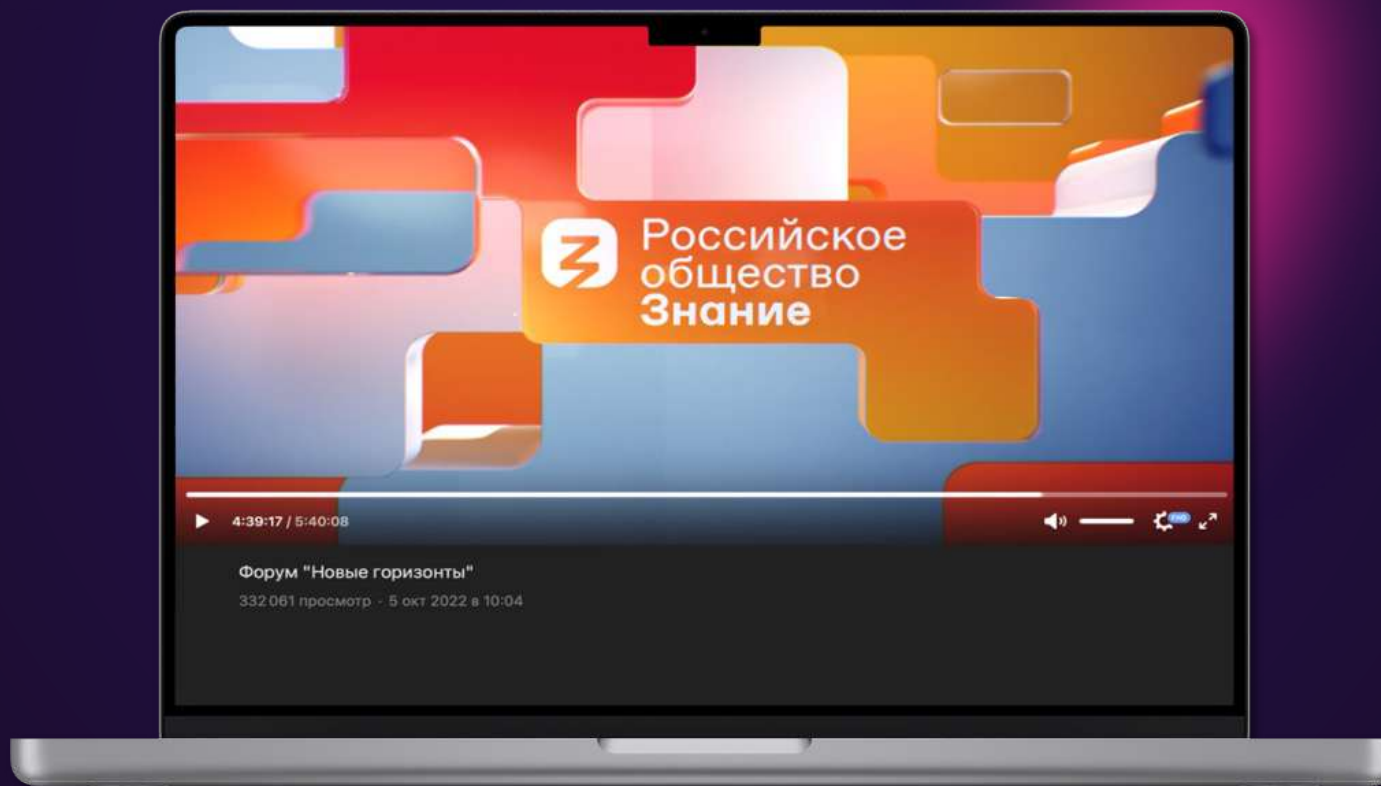 Российское
общество
Знание
4:39:17 / 5:40:08
Форум "Новые горизонты"
332 061 просмотр - 5 окт 2022 в 10:04